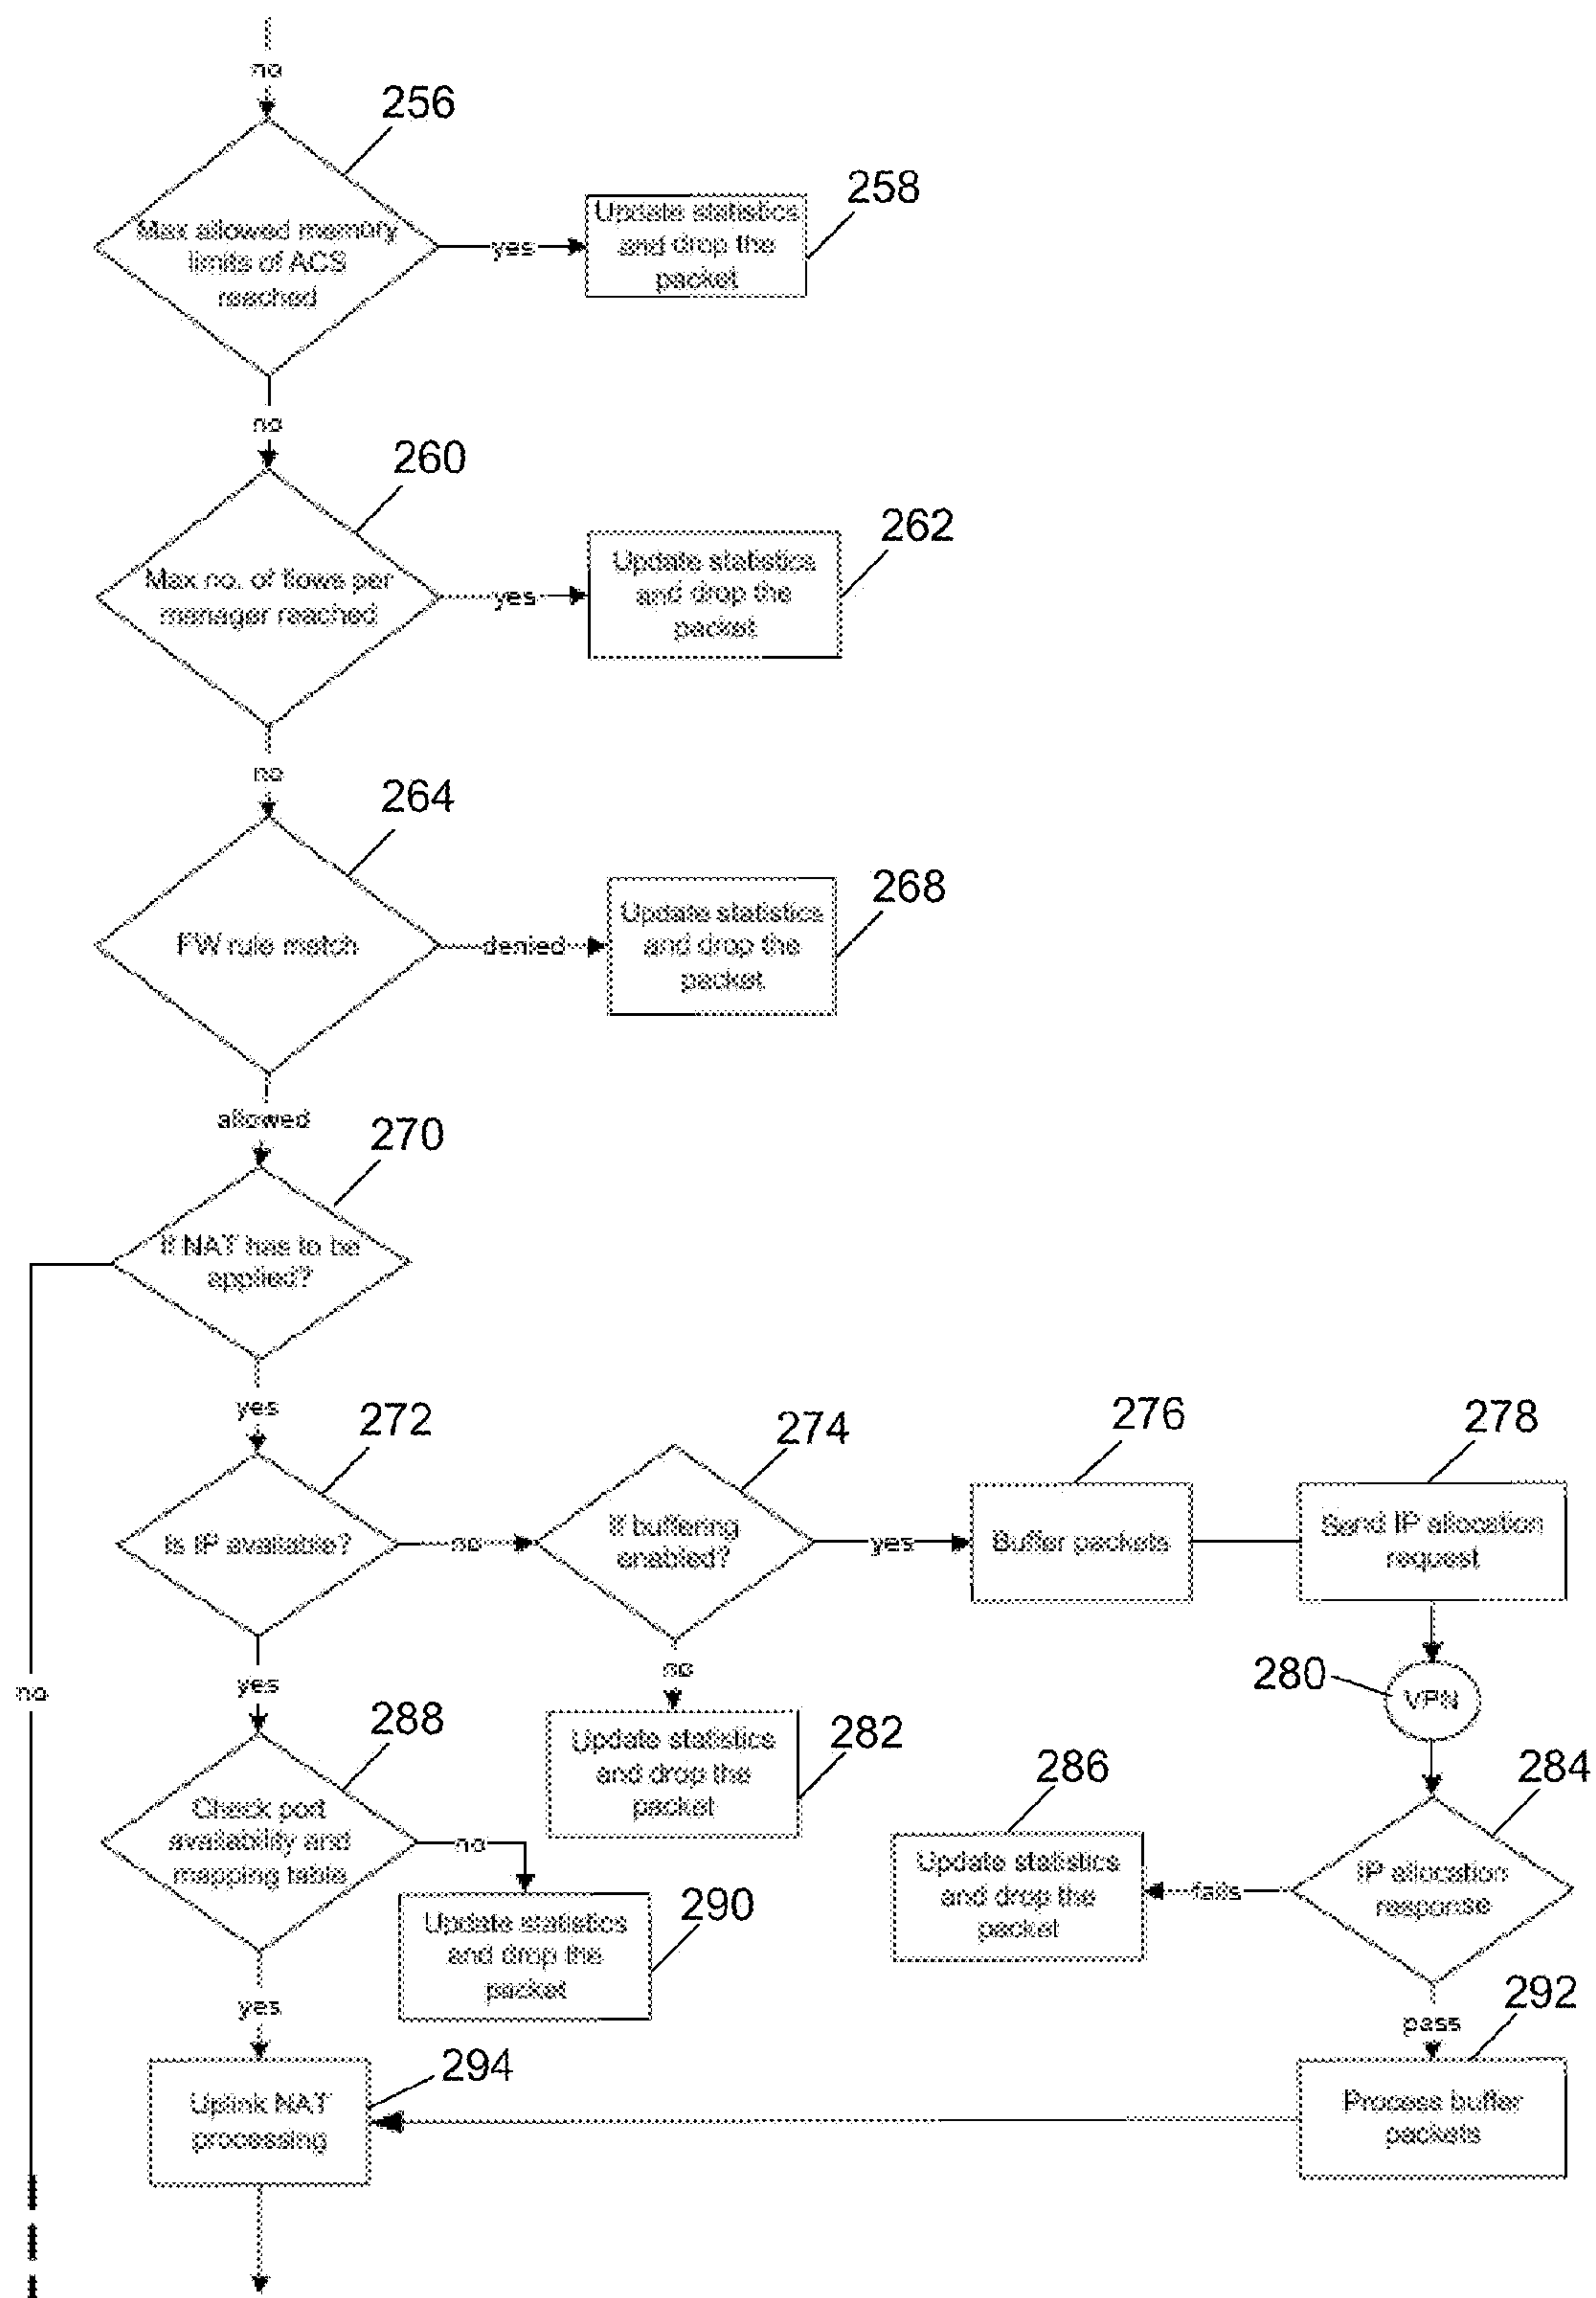 no
256
Max allowed memory
limits of ACS
reached
yes
Update statistics
and drop the
packet
258
no
260
Max no. of flows per
manager reached
yes
Update statistics
and drop the
packet
262
no
264
FW rule match
denied
Update statistics
and drop the
packet
268
allowed
270
If NAT has to be
applied?
no
yes
272
Is IP available?
no
274
If buffering
enabled?
yes
276
Buffer packets
278
Send IP allocation
request
280
VPN
no
Update statistics
and drop the
packet
282
yes
288
Check port
availability and
mapping table
no
Update statistics
and drop the
packet
290
284
IP allocation
response
fails
286
Update statistics
and drop the
packet
pass
292
Process buffer
packets
yes
294
Uplink NAT
processing